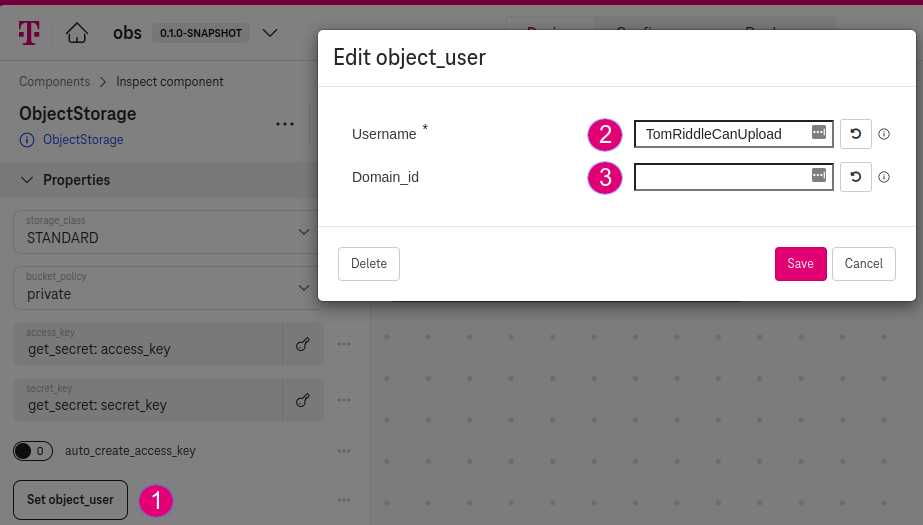 T
obs 0.1.0-SNAPSHOT
Components > Inspect component
ObjectStorage
ObjectStorage
Properties
storage_class
STANDARD
bucket_policy
private
access_key
get_secret: access_key
secret_key
get_secret: secret_key
0 auto_create_access_key
Set object_user 1
Edit object_user
Username * 2 TomRiddleCanUpload
Domain_id 3
Delete Save Cancel